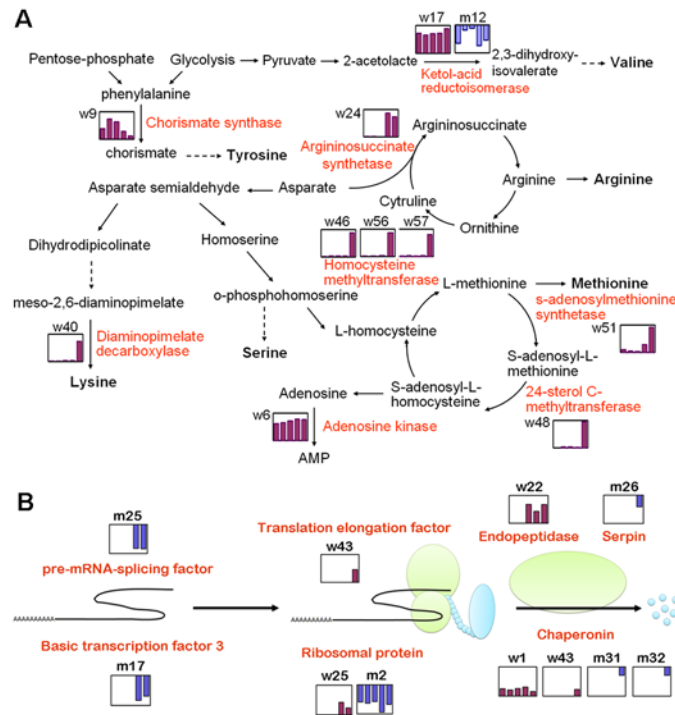 A
w17 m12
Pentose-phosphate Glycolysis Pyruvate 2-acetolacte 2,3-dihydroxy-
isovalerate
Valine
Ketol-acid
reductoisomerase
phenylalanine
w9
Chorismate synthase
chorismate
Tyrosine
w24
Argininosuccinate
Argininosuccinate
synthetase
Asparate semialdehyde Asparate
Arginine Arginine
Cytruline
Ornithine
Dihydrodipicolinate
Homoserine
w46 w56 w57
Homocysteine
methyltransferase
meso-2,6-diaminopimelate
o-phosphohomoserine
L-methionine Methionine
s-adenosylmethionine
synthetase
w40
Diaminopimelate
decarboxylase
L-homocysteine
w51
Lysine
Serine
S-adenosyl-L-
methionine
Adenosine
S-adenosyl-L-
homocysteine
24-sterol C-
methyltransferase
w6
Adenosine kinase
w48
AMP
B
m25
pre-mRNA-splicing factor
Translation elongation factor
w43
w22 m26
Endopeptidase Serpin
AAAAAAAAA
AAAAAAAAA
Basic transcription factor 3
m17
Ribosomal protein
w25 m2
Chaperonin
w1 w43 m31 m32